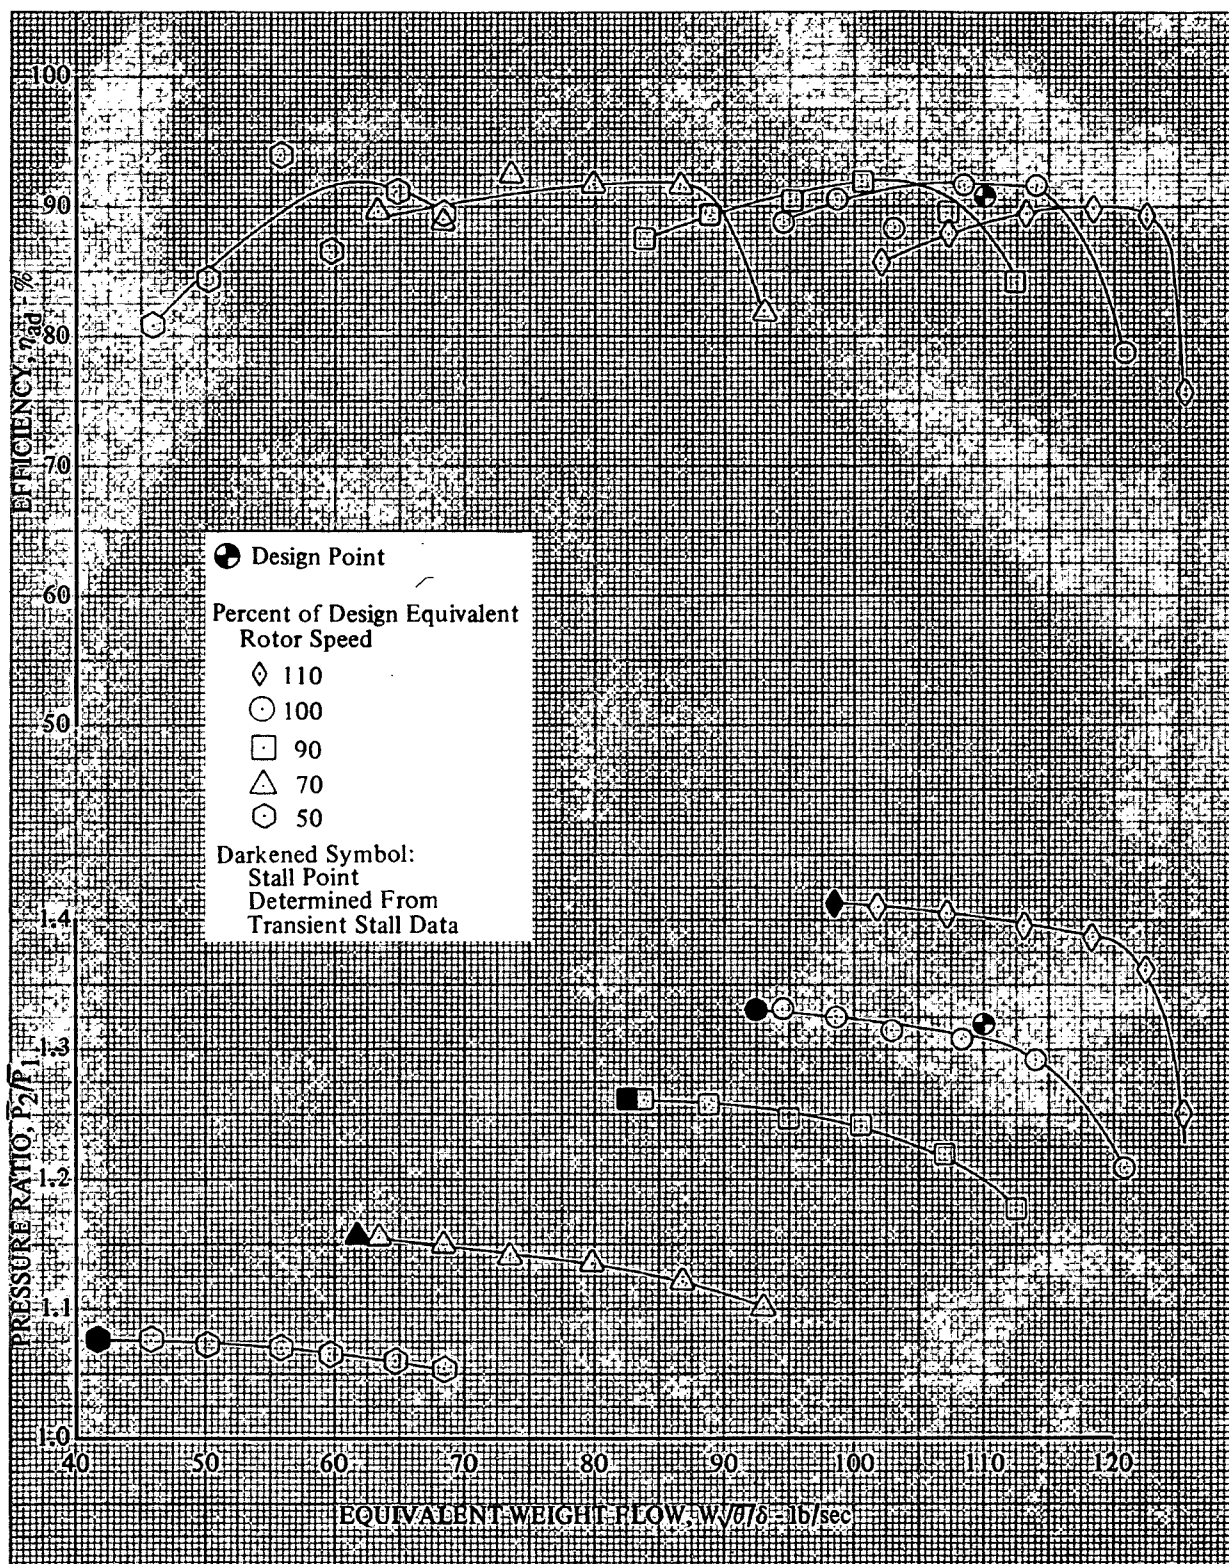 100
90
80
70
60
50
EFFICIENCY, ηad - %
Design Point
Percent of Design Equivalent
Rotor Speed
110
100
90
70
50
Darkened Symbol:
Stall Point
Determined From
Transient Stall Data
1.4
1.3
1.2
1.1
1.0
PRESSURE RATIO, P̅2/P̅1
40 50 60 70 80 90 100 110 120
EQUIVALENT WEIGHT FLOW, W√θ/δ - lb/sec